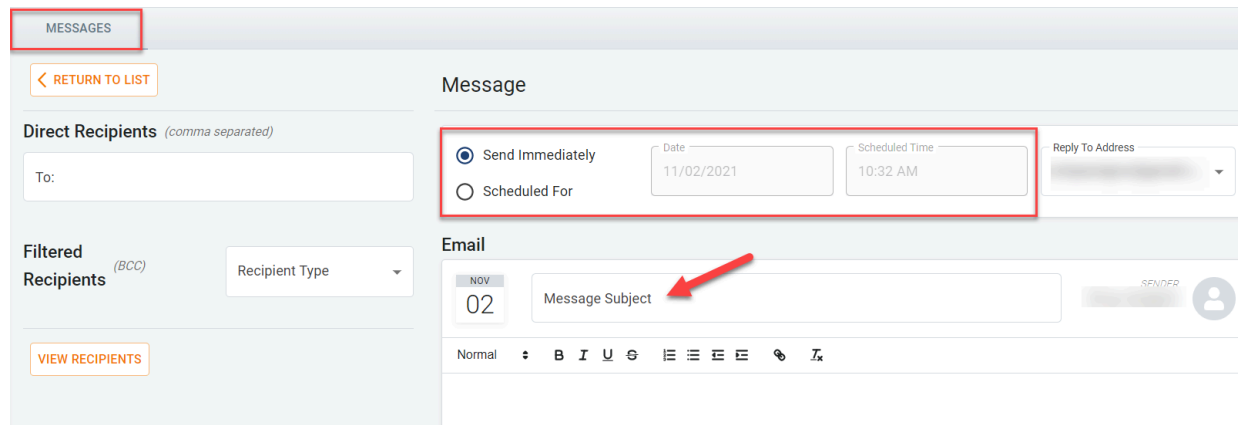 MESSAGES
RETURN TO LIST
Direct Recipients (comma separated)
To:
Filtered Recipients (BCC)
Recipient Type
VIEW RECIPIENTS
Message
Send Immediately
Scheduled For
Date
11/02/2021
Scheduled Time
10:32 AM
Reply To Address
Email
NOV
02
Message Subject
SENDER
Normal B I U S Tx